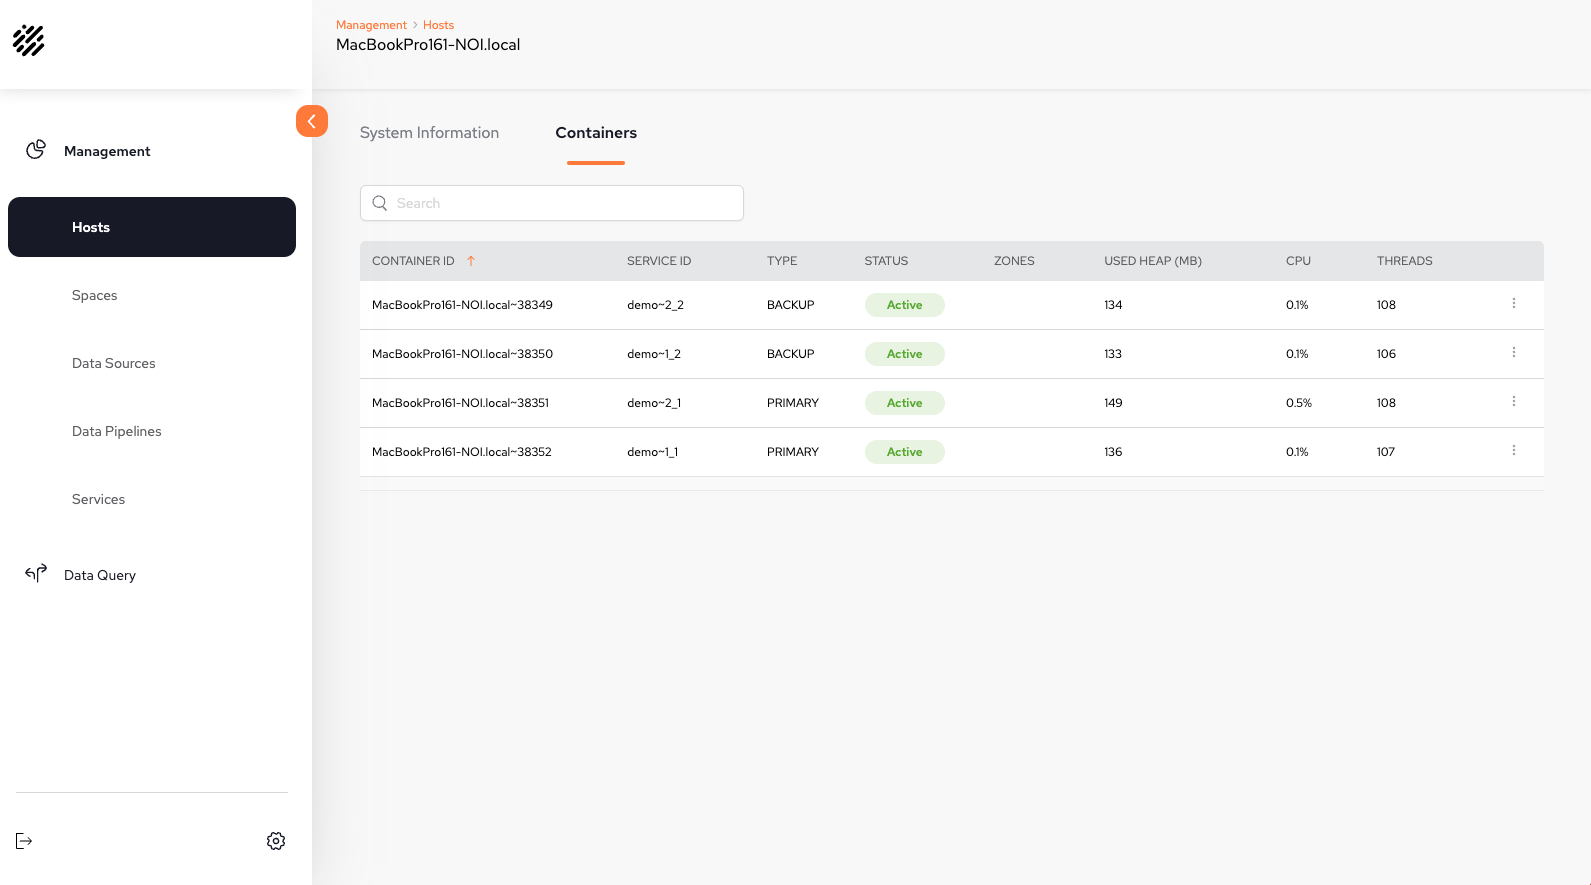 Management > Hosts
MacBookPro161-NOI.local
Management
Hosts
Spaces
Data Sources
Data Pipelines
Services
Data Query
System Information Containers
Search
CONTAINER ID SERVICE ID TYPE STATUS ZONES USED HEAP (MB) CPU THREADS
MacBookPro161-NOI.local~38349 demo~2_2 BACKUP Active 134 0.1% 108
MacBookPro161-NOI.local~38350 demo~1_2 BACKUP Active 133 0.1% 106
MacBookPro161-NOI.local~38351 demo~2_1 PRIMARY Active 149 0.5% 108
MacBookPro161-NOI.local~38352 demo~1_1 PRIMARY Active 136 0.1% 107